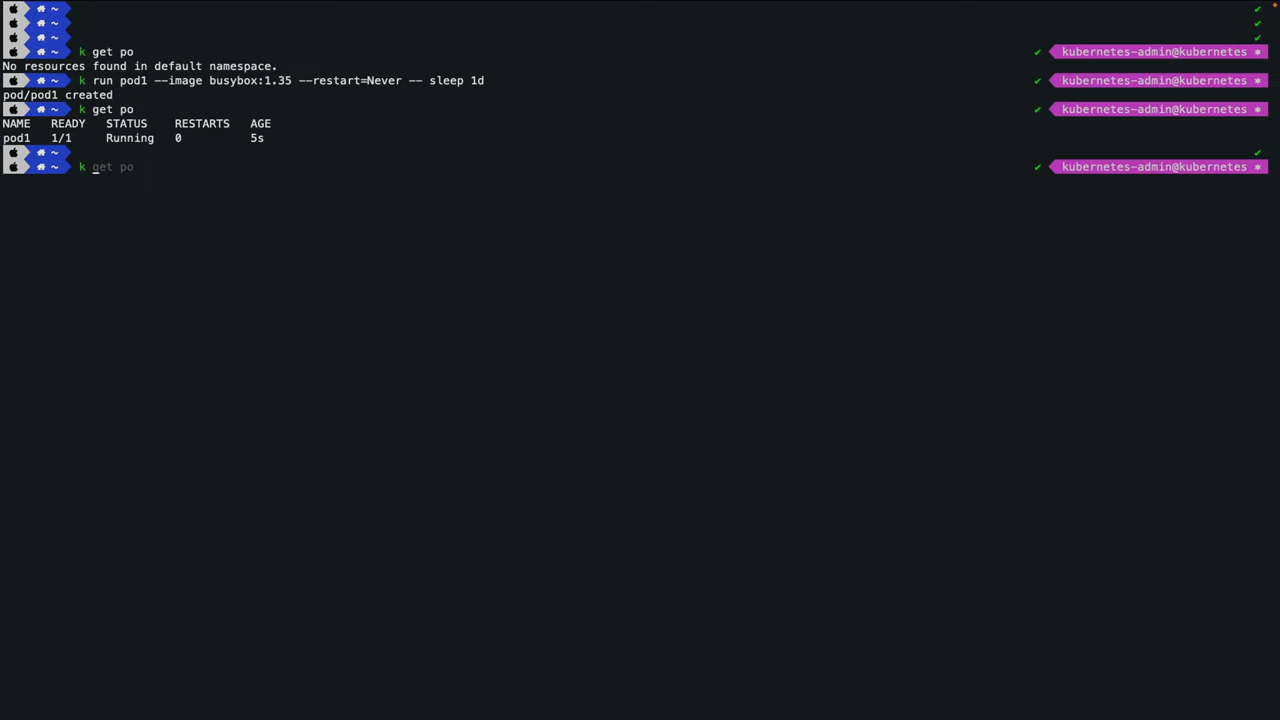 ~
~
~
~ k get po ✔ kubernetes-admin@kubernetes
No resources found in default namespace.
~ k run pod1 --image busybox:1.35 --restart=Never -- sleep 1d ✔ kubernetes-admin@kubernetes
pod/pod1 created
~ k get po ✔ kubernetes-admin@kubernetes
NAME READY STATUS RESTARTS AGE
pod1 1/1 Running 0 5s
~
~ k get po ✔ kubernetes-admin@kubernetes